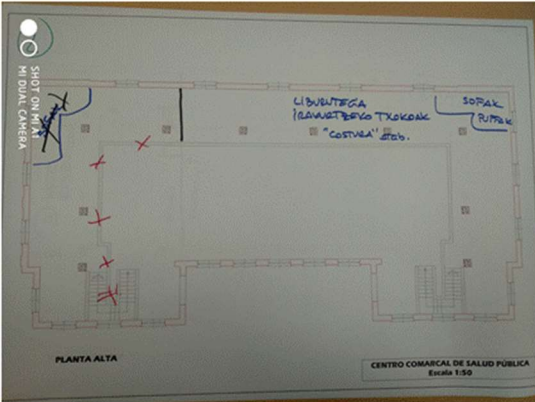 SHOT ON MI A1
MI DUAL CAMERA
LIBURUTEGIA
IRAKURTZEKO TXOKOAK
"COSTURA" etab.
SOFAK
PUFFAK
PLANTA ALTA
CENTRO COMARCAL DE SALUD PÚBLICA
Escala 1:50